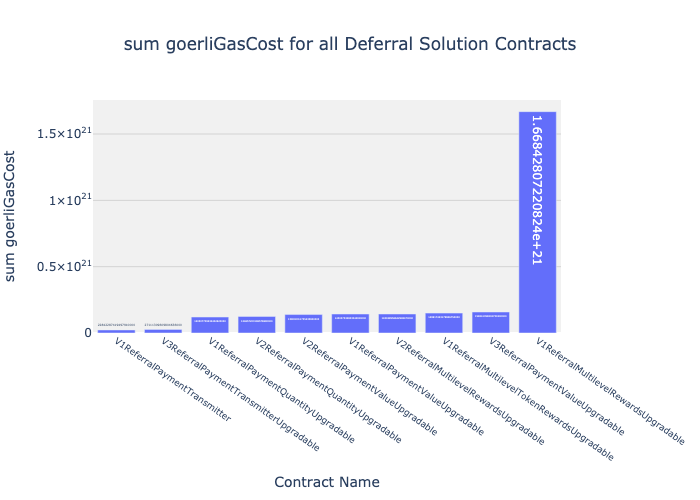 sum goerliGasCost for all Deferral Solution Contracts
sum goerliGasCost
1.5×10²¹
1×10²¹
0.5×10²¹
0
1.66842807220824e+21
V1ReferralPaymentTransmitter
V3ReferralPaymentTransmitterUpgradable
V1ReferralPaymentQuantityUpgradable
V2ReferralPaymentQuantityUpgradable
V2ReferralPaymentValueUpgradable
V1ReferralPaymentValueUpgradable
V2ReferralMultilevelRewardsUpgradable
V1ReferralMultilevelTokenRewardsUpgradable
V3ReferralPaymentValueUpgradable
V1ReferralMultilevelRewardsUpgradable
Contract Name